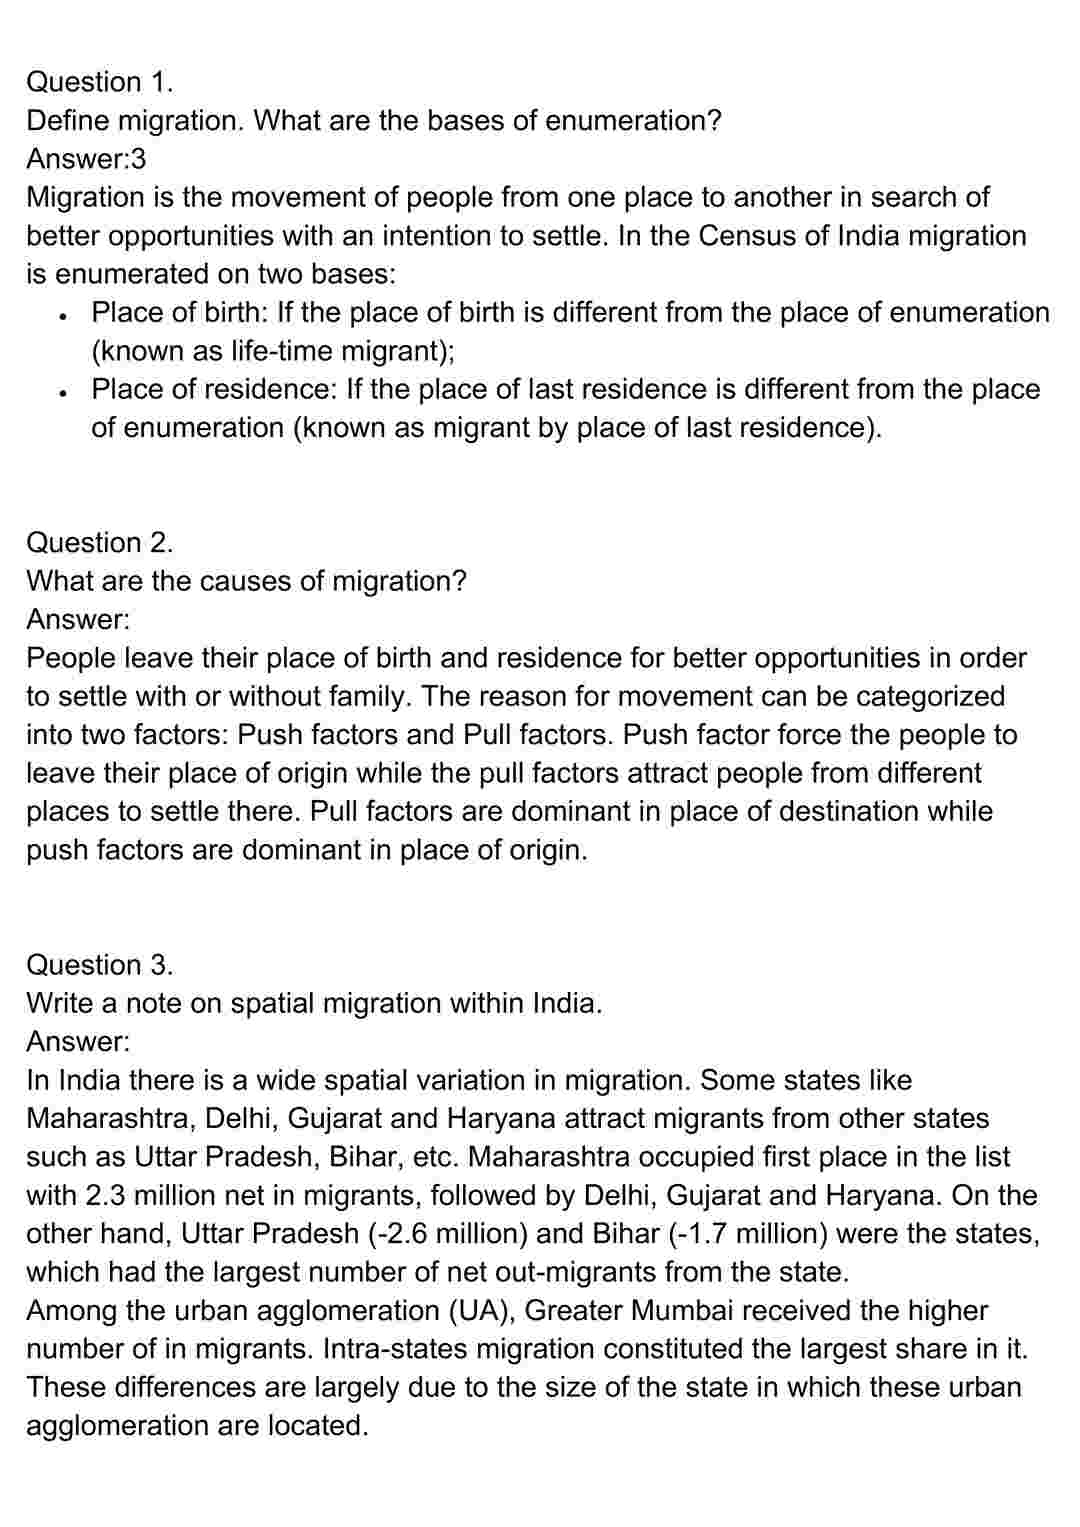 Question 1.
Define migration. What are the bases of enumeration?
Answer:3
Migration is the movement of people from one place to another in search of
better opportunities with an intention to settle. In the Census of India migration
is enumerated on two bases:
• Place of birth: If the place of birth is different from the place of enumeration
(known as life-time migrant);
• Place of residence: If the place of last residence is different from the place
of enumeration (known as migrant by place of last residence).
Question 2.
What are the causes of migration?
Answer:
People leave their place of birth and residence for better opportunities in order
to settle with or without family. The reason for movement can be categorized
into two factors: Push factors and Pull factors. Push factor force the people to
leave their place of origin while the pull factors attract people from different
places to settle there. Pull factors are dominant in place of destination while
push factors are dominant in place of origin.
Question 3.
Write a note on spatial migration within India.
Answer:
In India there is a wide spatial variation in migration. Some states like
Maharashtra, Delhi, Gujarat and Haryana attract migrants from other states
such as Uttar Pradesh, Bihar, etc. Maharashtra occupied first place in the list
with 2.3 million net in migrants, followed by Delhi, Gujarat and Haryana. On the
other hand, Uttar Pradesh (-2.6 million) and Bihar (-1.7 million) were the states,
which had the largest number of net out-migrants from the state.
Among the urban agglomeration (UA), Greater Mumbai received the higher
number of in migrants. Intra-states migration constituted the largest share in it.
These differences are largely due to the size of the state in which these urban
agglomeration are located.